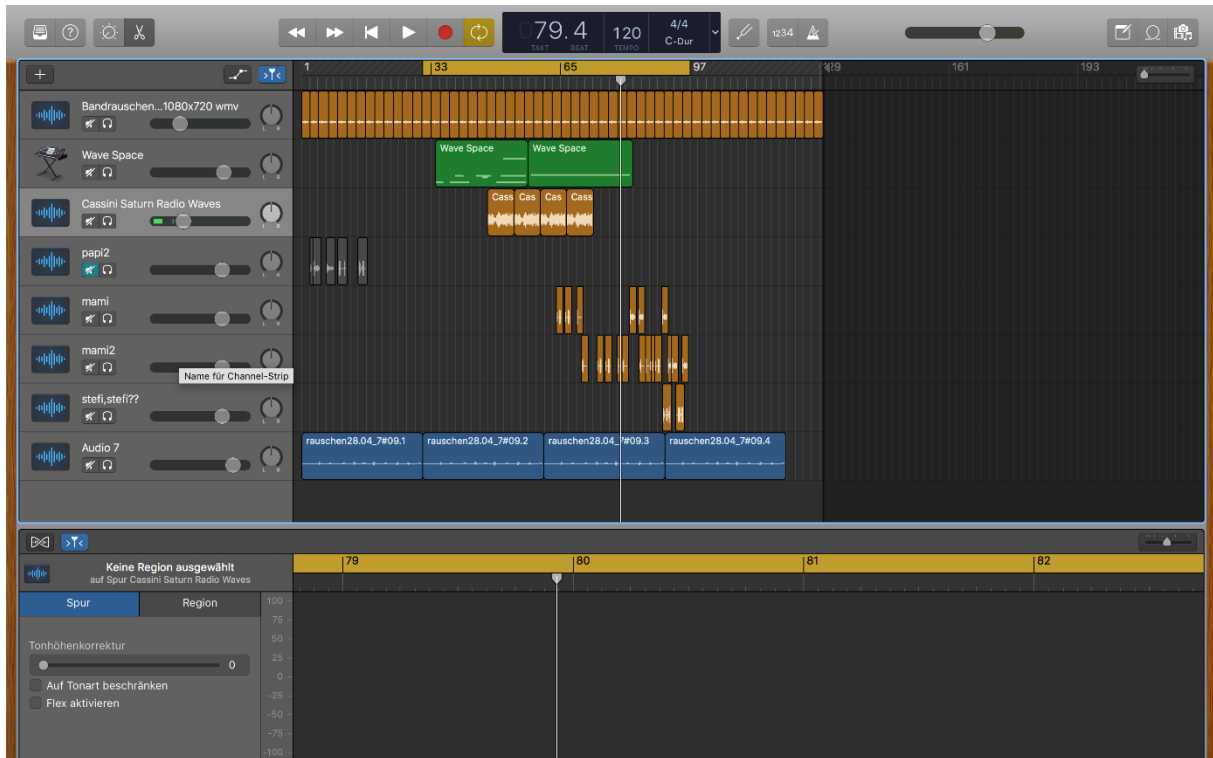 079.4
120
4/4
C-Dur
TAKT
BEAT
TEMPO
1234
1
33
65
97
161
193
Bandrauschen...1080x720 wmv
L R
Wave Space
Wave Space
Wave Space
Cassini Saturn Radio Waves
Cass
Cas
Cas
Cass
papi2
L R
mami
L R
mami2
Name für Channel-Strip
stefi,stefi??
L R
Audio 7
L R
rauschen28.04_7#09.1
rauschen28.04_7#09.2
rauschen28.04_7#09.3
rauschen28.04_7#09.4
Keine Region ausgewählt
auf Spur Cassini Saturn Radio Waves
79
80
81
82
Spur
Region
Tonhöhenkorrektur
0
Auf Tonart beschränken
Flex aktivieren
100
75
50
25
0
-25
-50
-75
-100